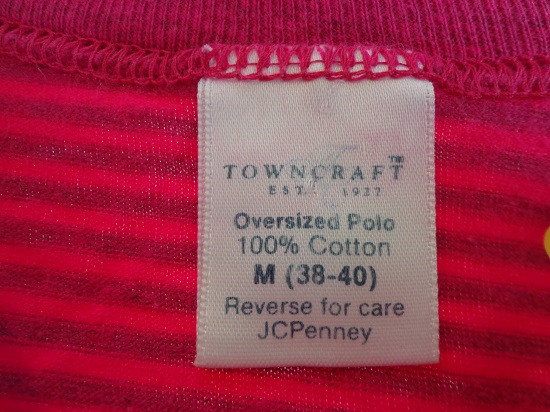 TOWNCRAFT™
EST. 1927
Oversized Polo
100% Cotton
M (38-40)
Reverse for care
JCPenney